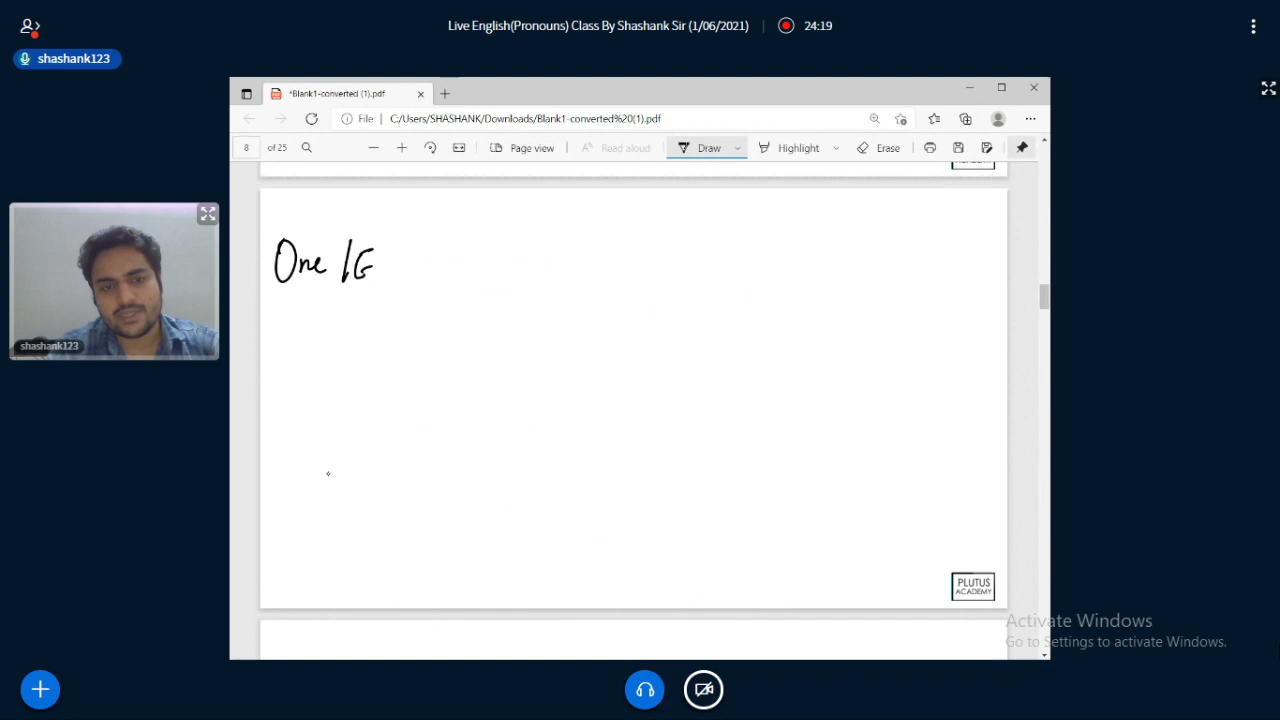 Live English(Pronouns) Class By Shashank Sir (1/06/2021) | 24:19
shashank123
*Blank1-converted (1).pdf
File | C:/Users/SHASHANK/Downloads/Blank1-converted%20(1).pdf
8 of 25 Page view Read aloud Draw Highlight Erase
ACADEMY
One /E
shashank123
PLUTUS
ACADEMY
Activate Windows
Go to Settings to activate Windows.